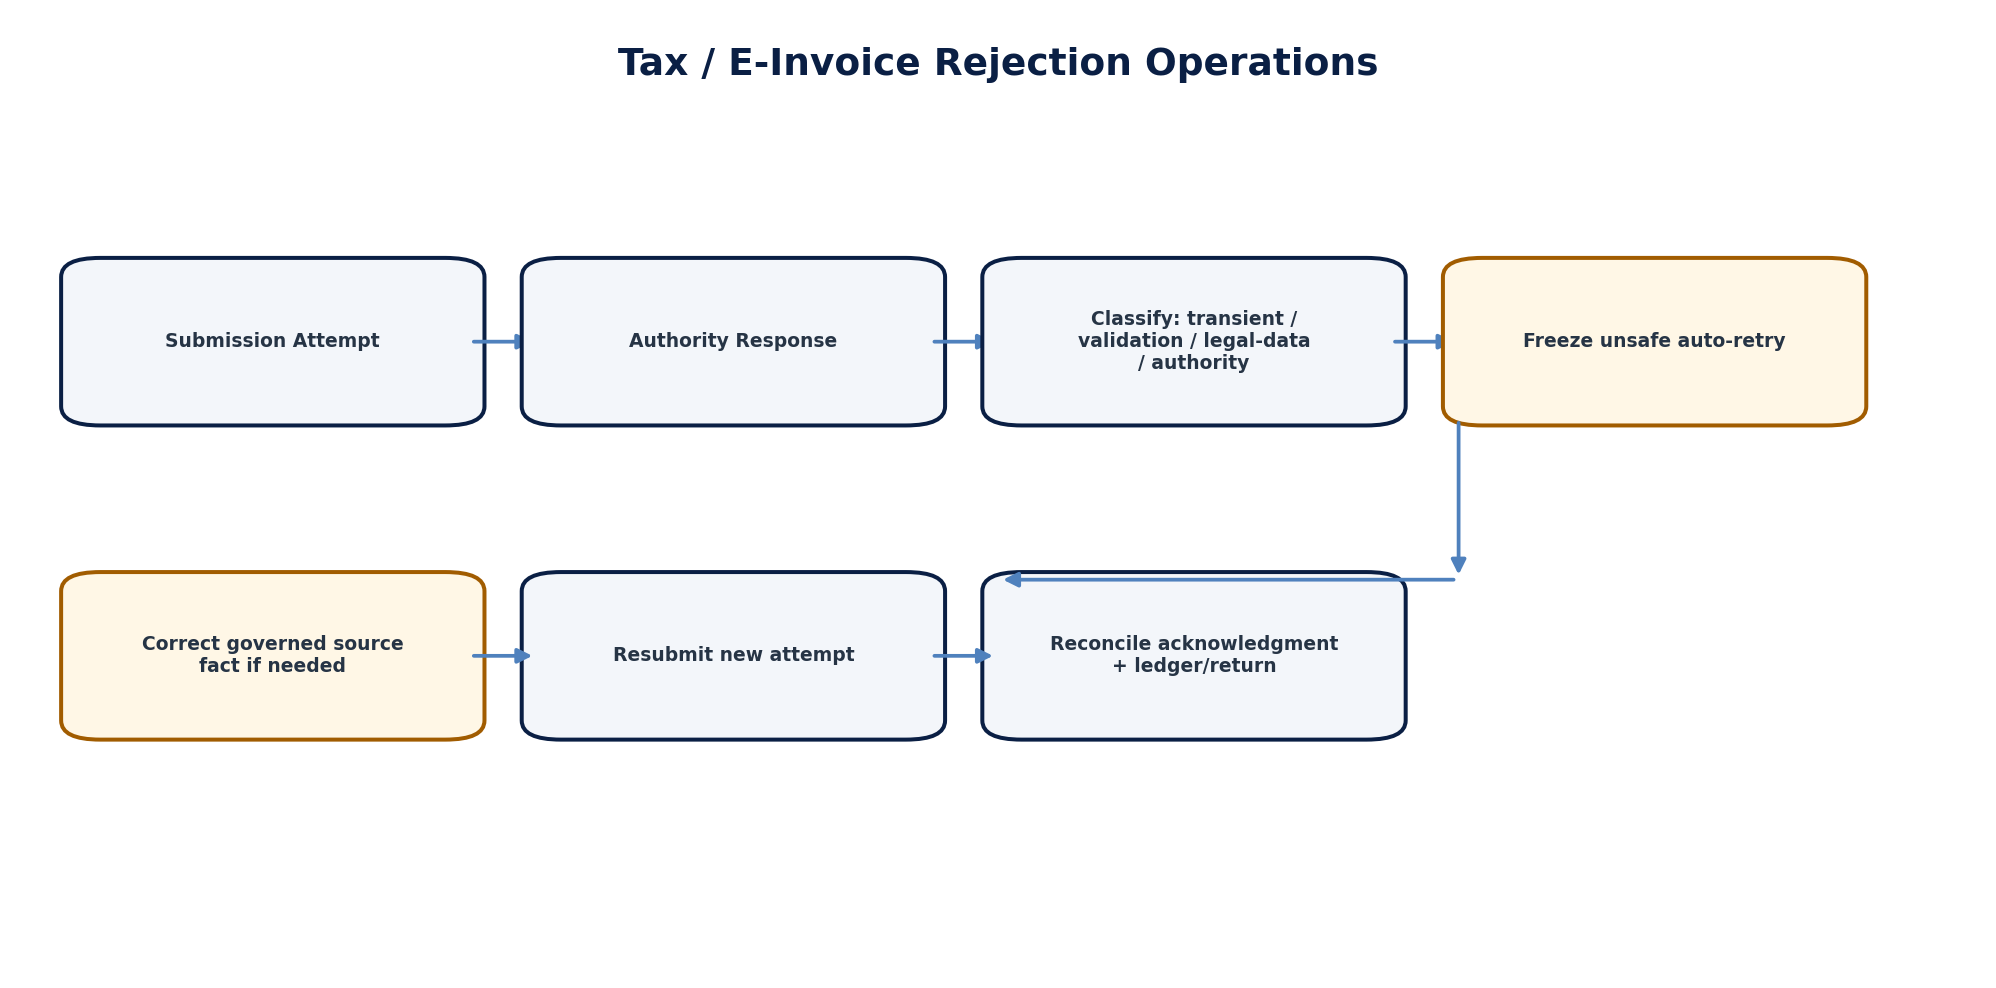 Tax / E-Invoice Rejection Operations
Submission Attempt
Authority Response
Classify: transient /
validation / legal-data
/ authority
Freeze unsafe auto-retry
Correct governed source
fact if needed
Resubmit new attempt
Reconcile acknowledgment
+ ledger/return